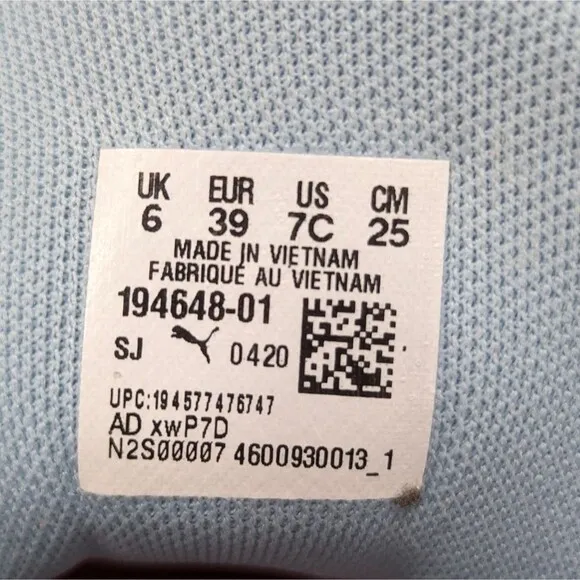 UK EUR US CM
6 39 7C 25
MADE IN VIETNAM
FABRIQUÉ AU VIETNAM
194648-01
SJ 0420
UPC:194577476747
AD xwP7D
N2S00007 4600930013_1